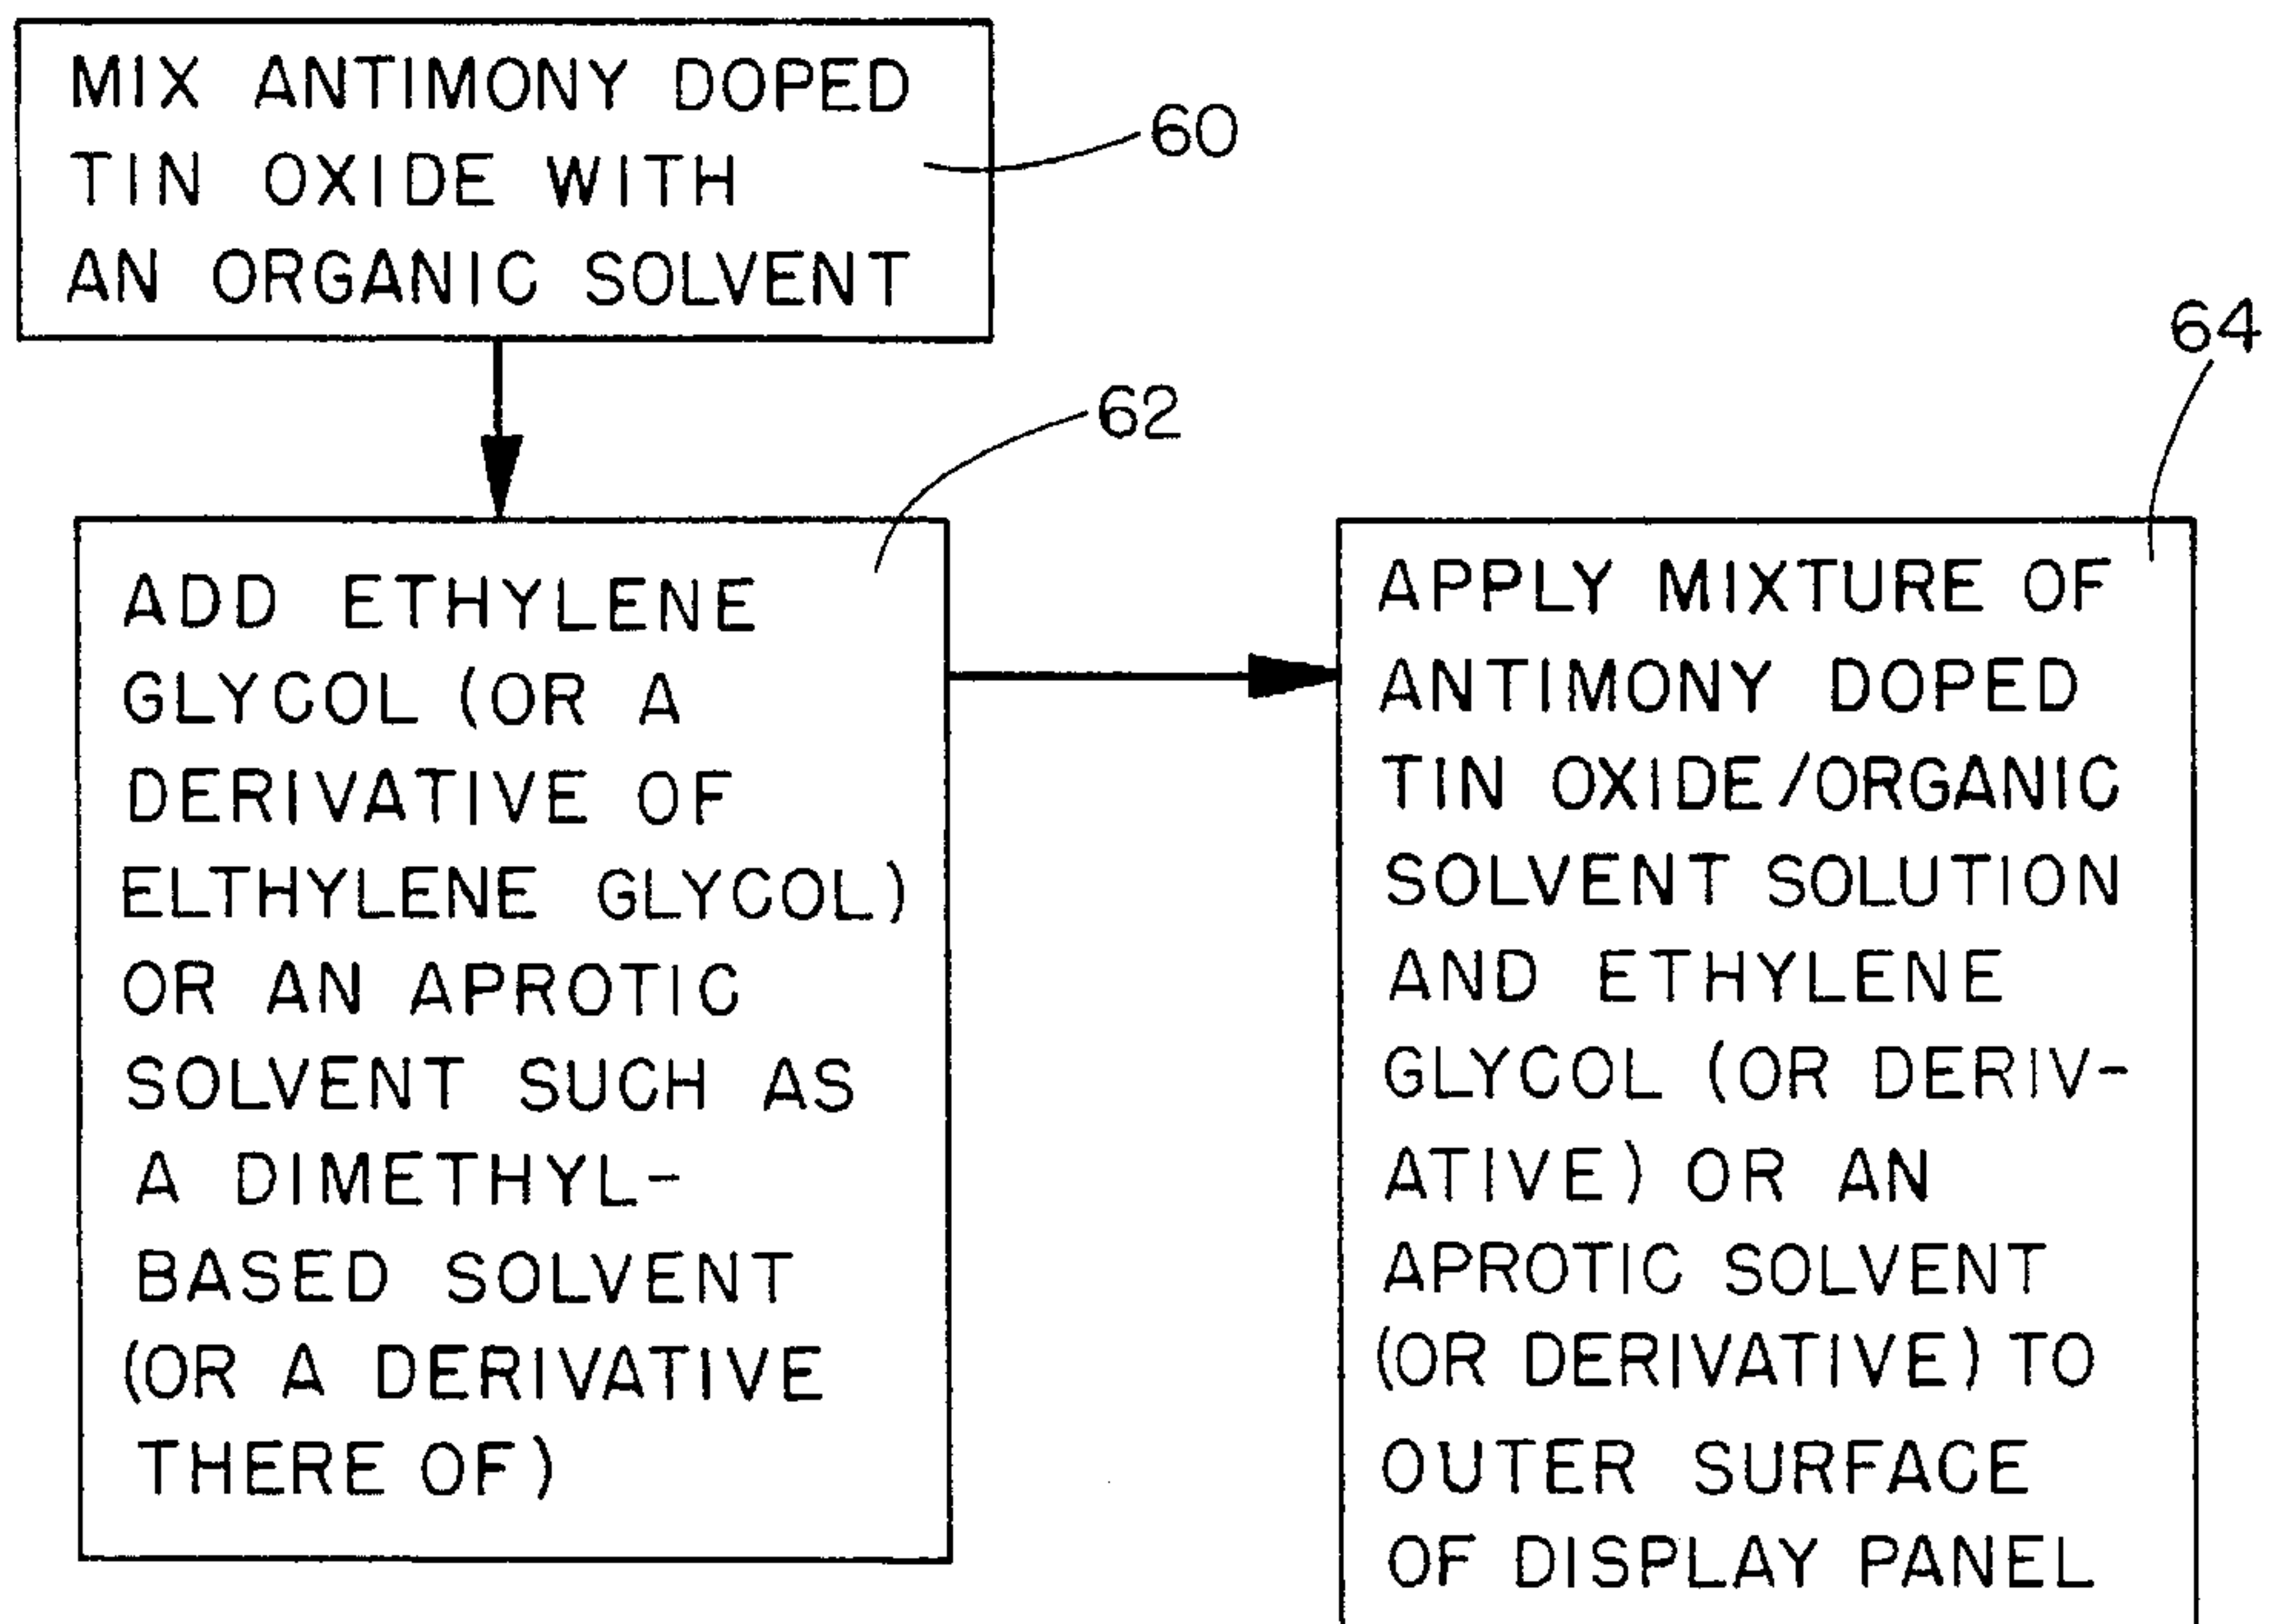 MIX ANTIMONY DOPED
TIN OXIDE WITH
AN ORGANIC SOLVENT
60
62
ADD ETHYLENE
GLYCOL (OR A
DERIVATIVE OF
ELTHYLENE GLYCOL)
OR AN APROTIC
SOLVENT SUCH AS
A DIMETHYL-
BASED SOLVENT
(OR A DERIVATIVE
THERE OF)
64
APPLY MIXTURE OF
ANTIMONY DOPED
TIN OXIDE/ORGANIC
SOLVENT SOLUTION
AND ETHYLENE
GLYCOL (OR DERIV-
ATIVE) OR AN
APROTIC SOLVENT
(OR DERIVATIVE) TO
OUTER SURFACE
OF DISPLAY PANEL